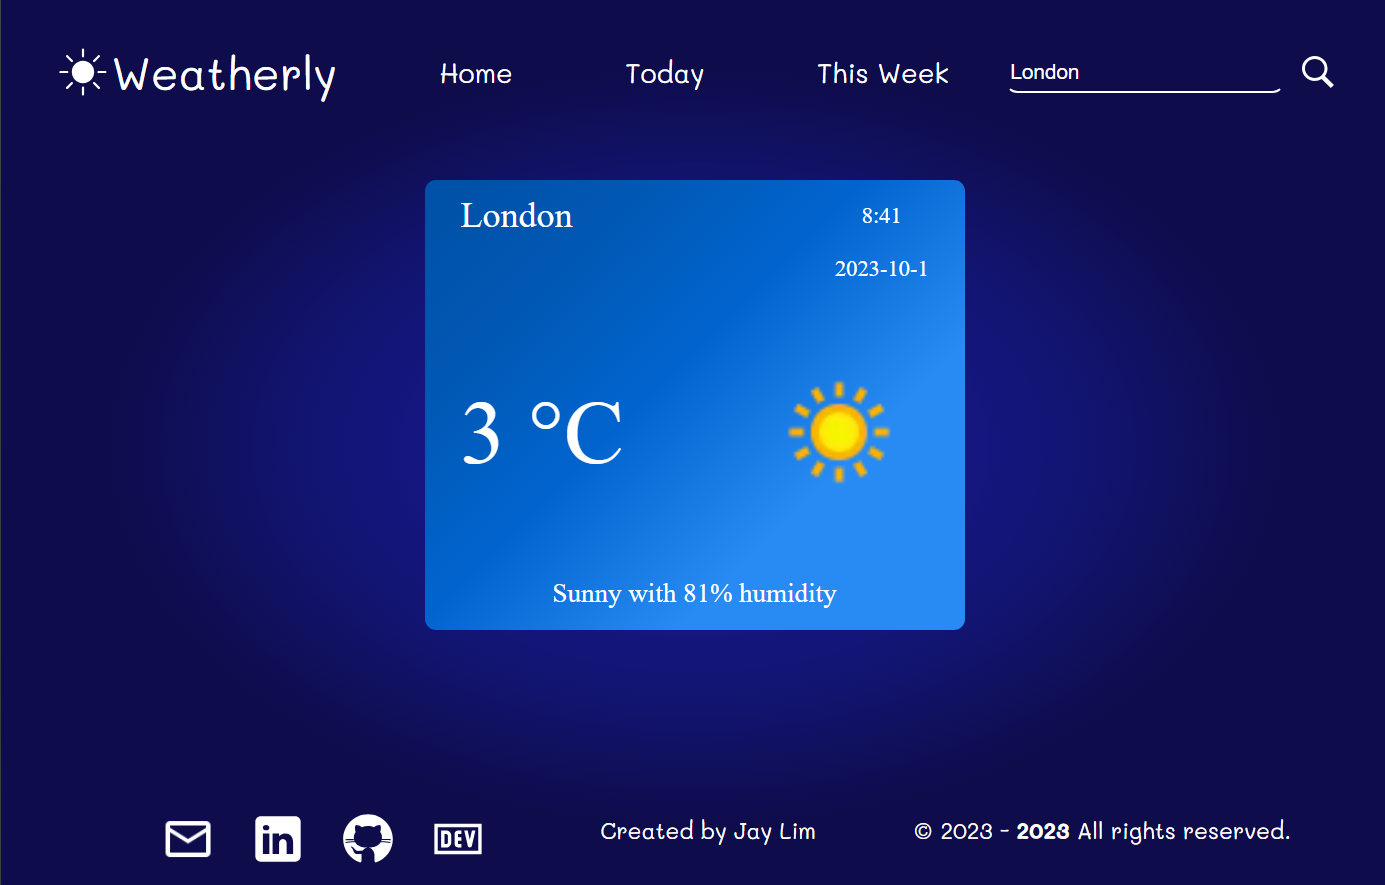 Weatherly
Home
Today
This Week
London
London
8:41
2023-10-1
3 °C
Sunny with 81% humidity
in
DEV
Created by Jay Lim
© 2023 - 2023 All rights reserved.